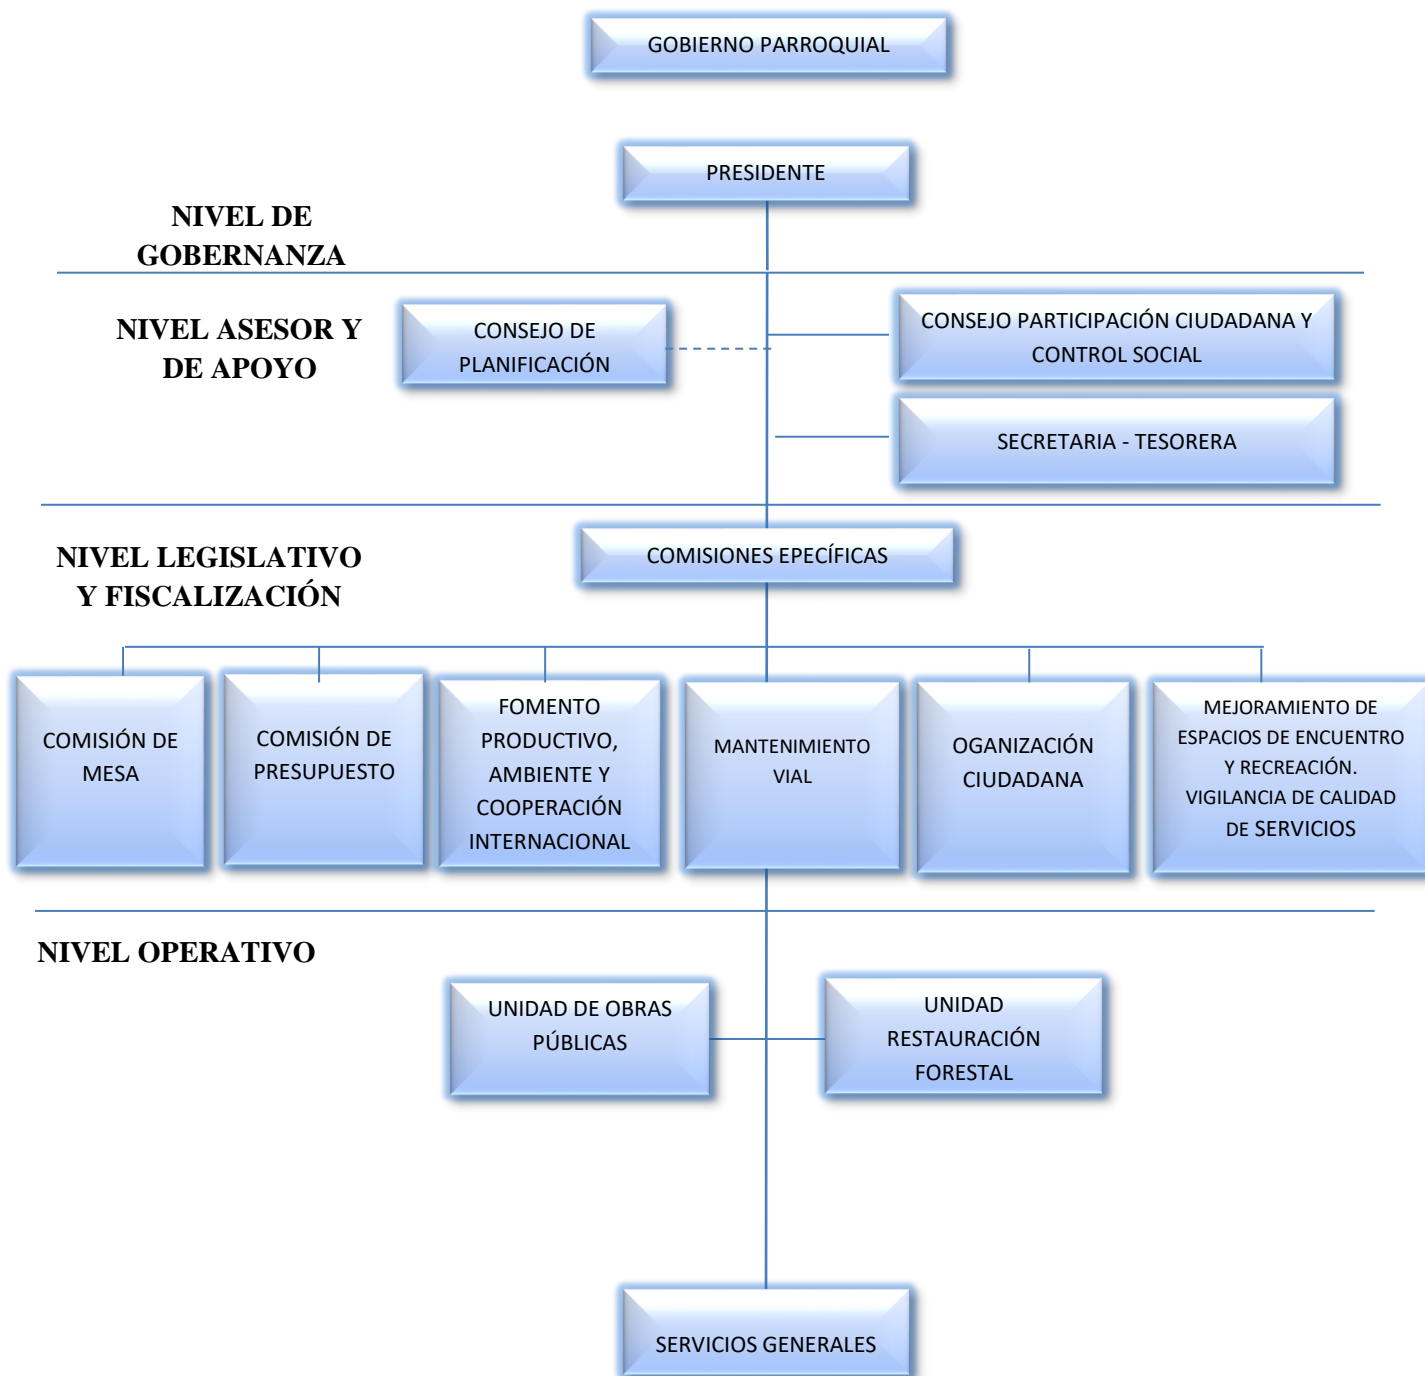 GOBIERNO PARROQUIAL
PRESIDENTE
NIVEL DE
GOBERNANZA
NIVEL ASESOR Y
DE APOYO
CONSEJO DE
PLANIFICACIÓN
CONSEJO PARTICIPACIÓN CIUDADANA Y
CONTROL SOCIAL
SECRETARIA - TESORERA
NIVEL LEGISLATIVO
Y FISCALIZACIÓN
COMISIONES EPECÍFICAS
COMISIÓN DE
MESA
COMISIÓN DE
PRESUPUESTO
FOMENTO
PRODUCTIVO,
AMBIENTE Y
COOPERACIÓN
INTERNACIONAL
MANTENIMIENTO
VIAL
OGANIZACIÓN
CIUDADANA
MEJORAMIENTO DE
ESPACIOS DE ENCUENTRO
Y RECREACIÓN.
VIGILANCIA DE CALIDAD
DE SERVICIOS
NIVEL OPERATIVO
UNIDAD DE OBRAS
PÚBLICAS
UNIDAD
RESTAURACIÓN
FORESTAL
SERVICIOS GENERALES